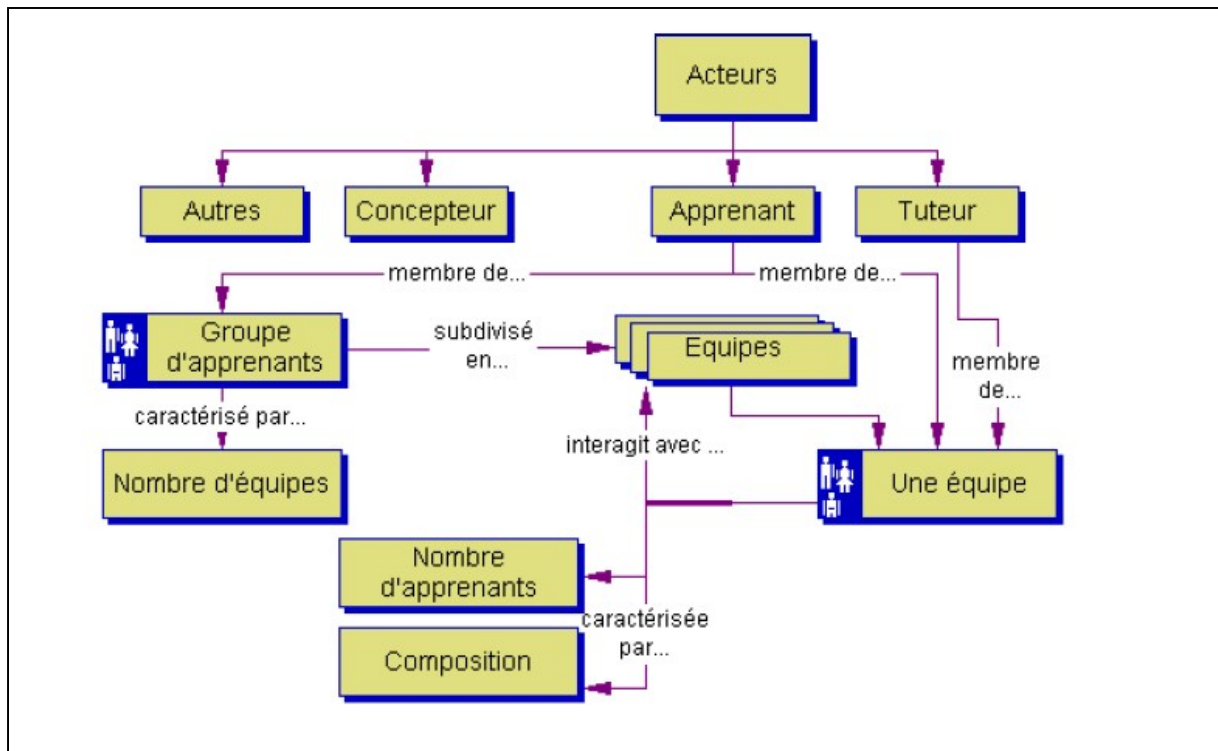 Acteurs
Autres
Concepteur
Apprenant
Tuteur
membre de...
membre de...
Groupe
d'apprenants
subdivisé
en...
Equipes
membre
de...
caractérisé par...
interagit avec ...
Nombre d'équipes
Une équipe
Nombre
d'apprenants
caractérisée
par...
Composition